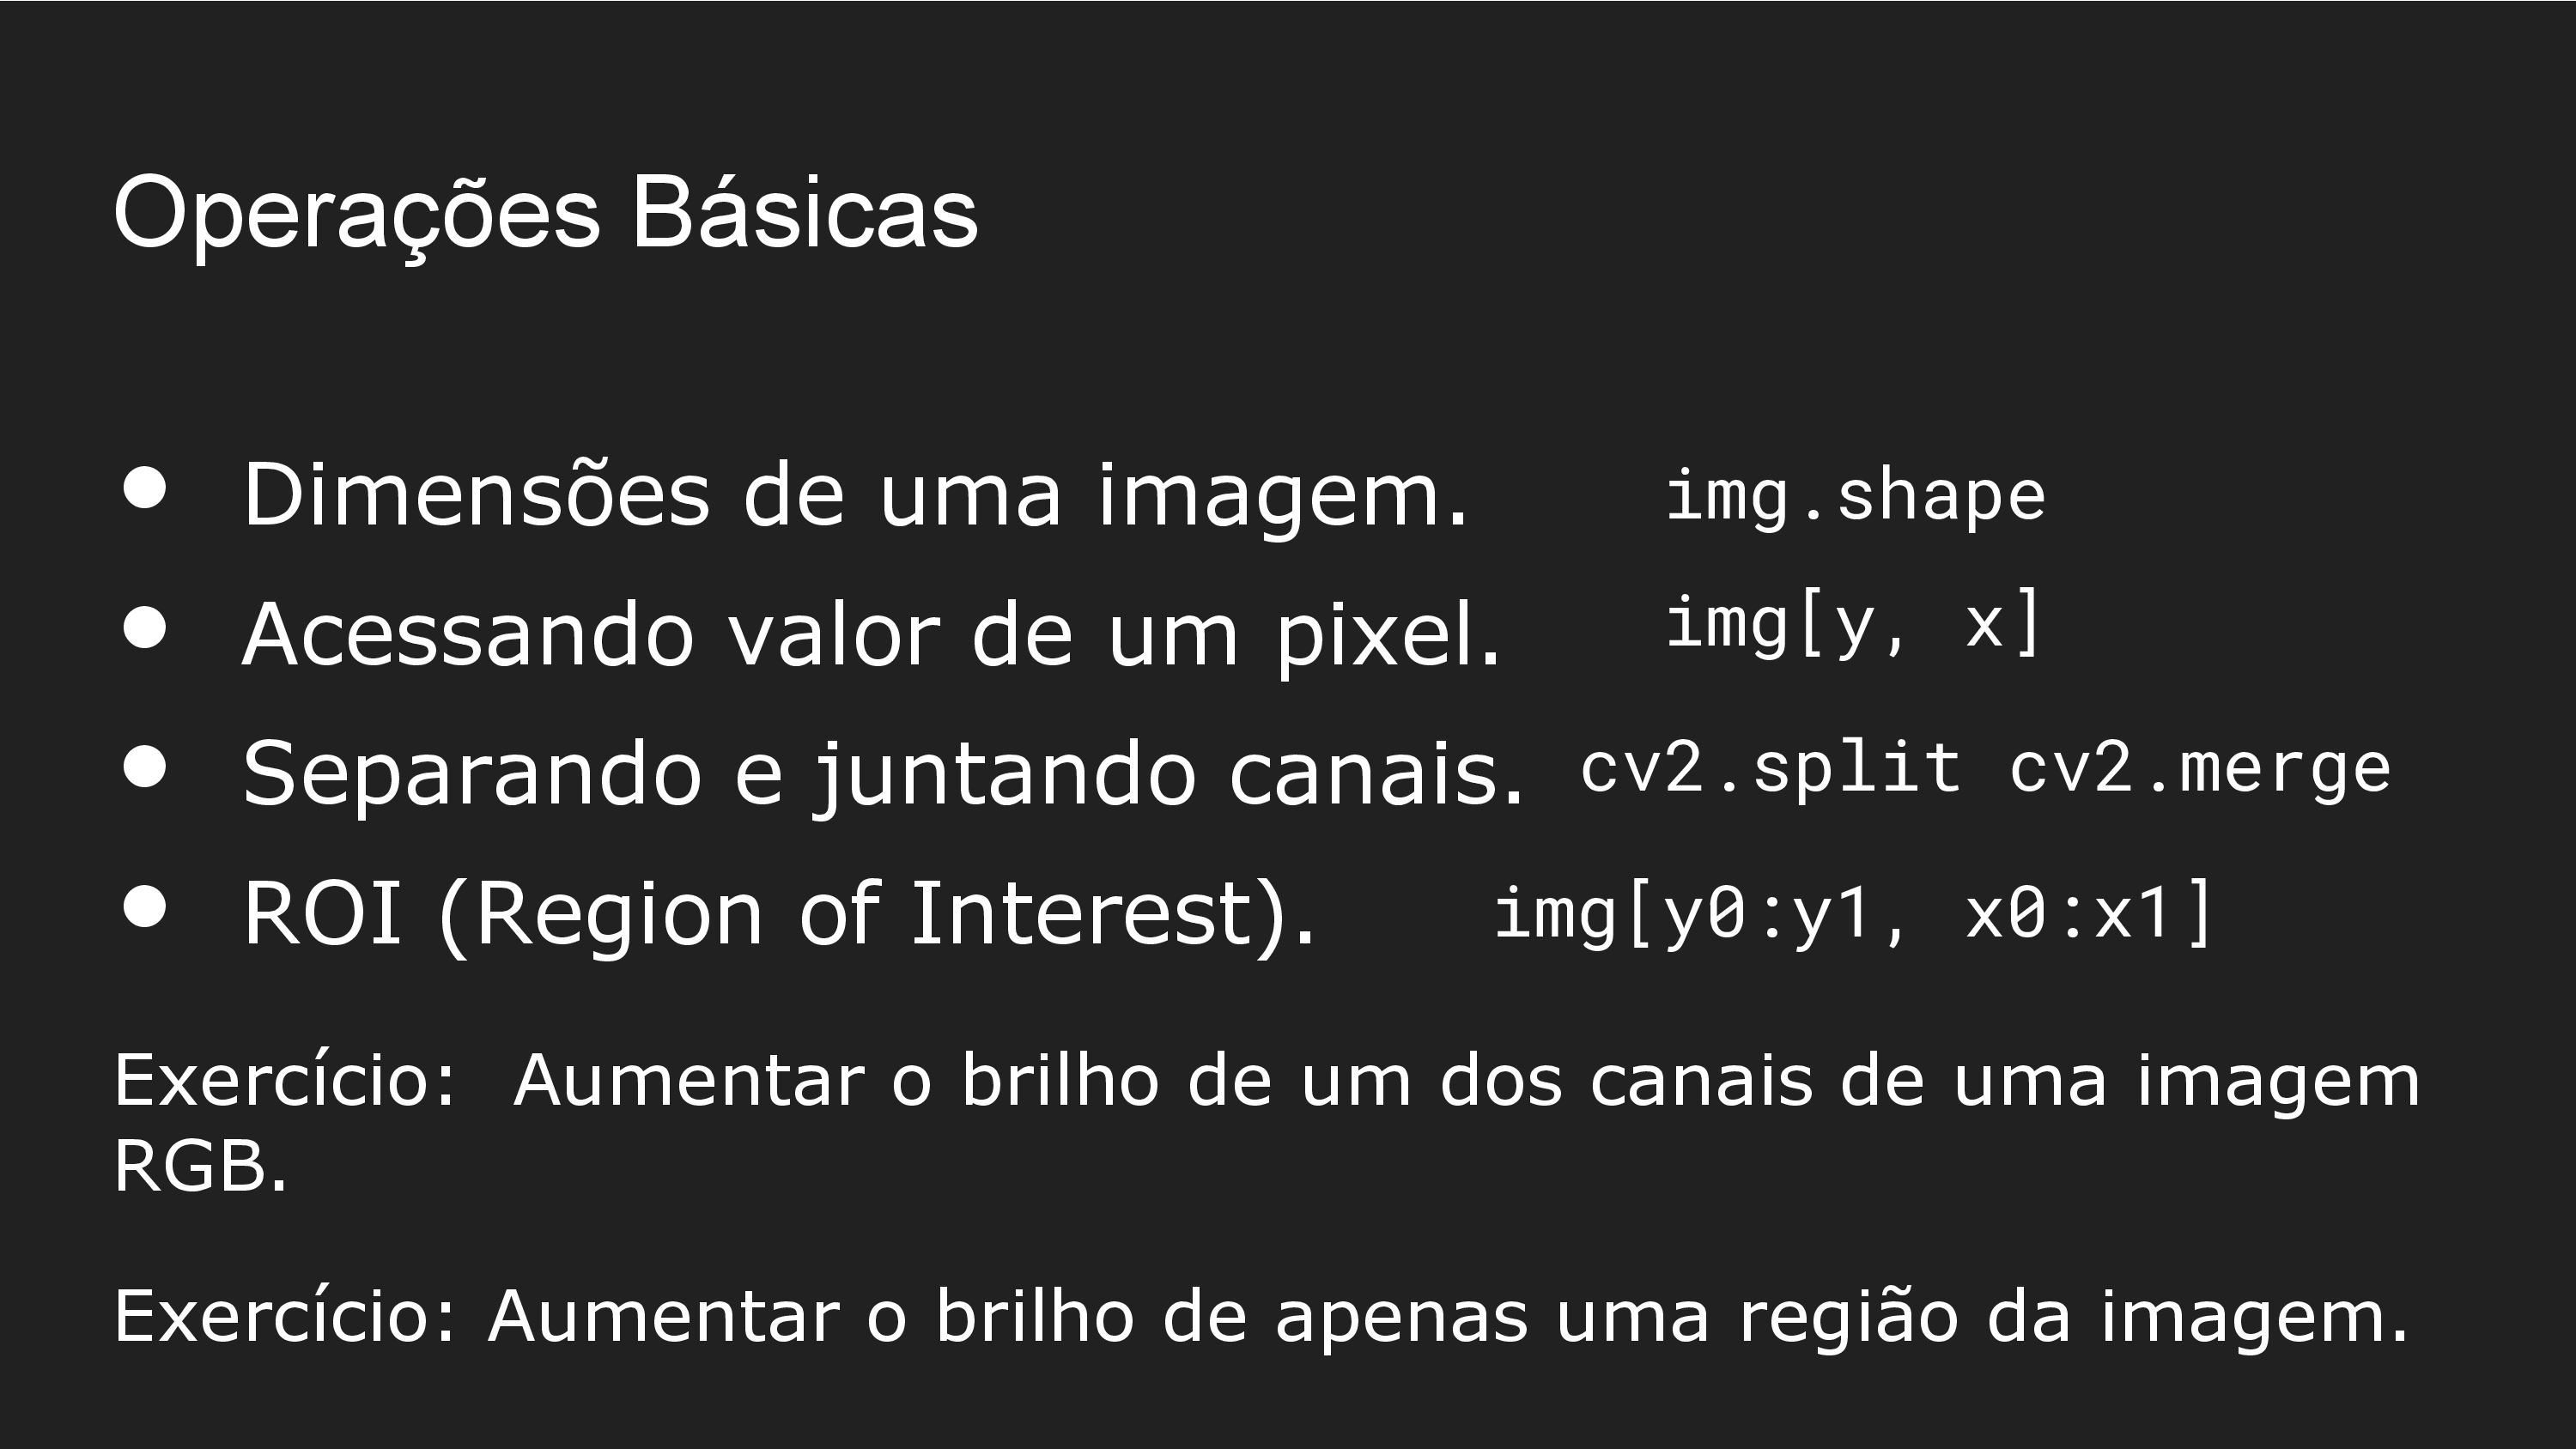 Operações Básicas
● Dimensões de uma imagem. img.shape
● Acessando valor de um pixel. img[y, x]
● Separando e juntando canais. cv2.split cv2.merge
● ROI (Region of Interest). img[y0:y1, x0:x1]
Exercício:  Aumentar o brilho de um dos canais de uma imagem
RGB.
Exercício: Aumentar o brilho de apenas uma região da imagem.